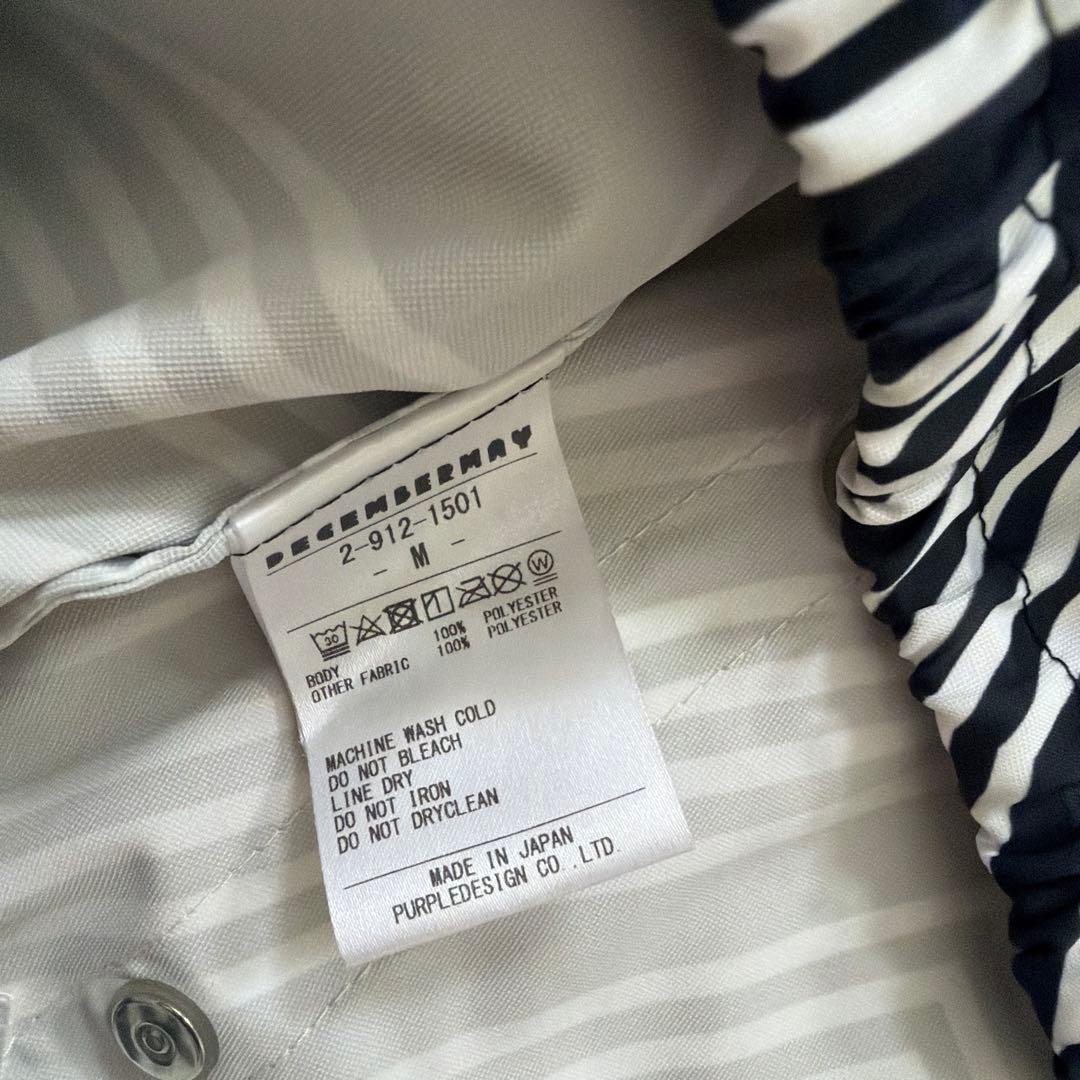 DECEMBERMAY
2-912-1501
- M -
30 W
BODY 100% POLYESTER
OTHER FABRIC 100% POLYESTER
MACHINE WASH COLD
DO NOT BLEACH
LINE DRY
DO NOT IRON
DO NOT DRYCLEAN
MADE IN JAPAN
PURPLEDESIGN CO.,LTD.